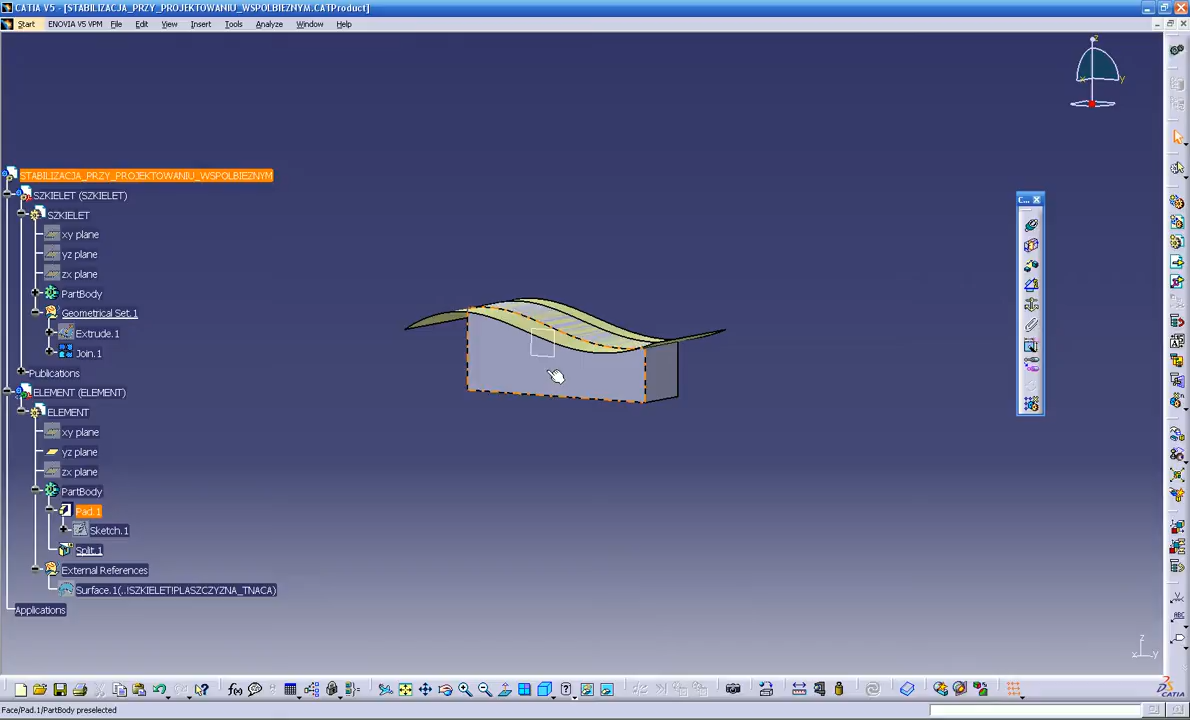 CATIA V5 - [STABILIZACJA_PRZY_PROJEKTOWANIU_WSPOLBIEZNYM.CATProduct]
Start ENOVIA V5 VPM File Edit View Insert Tools Analyze Window Help
z
x y
STABILIZACJA_PRZY_PROJEKTOWANIU_WSPOLBIEZNYM
SZKIELET (SZKIELET)
C...
SZKIELET
xy plane
yz plane
zx plane
PartBody
Geometrical Set.1
Extrude.1
Join.1
Publications
ELEMENT (ELEMENT)
ELEMENT
xy plane
yz plane
zx plane
PartBody
Pad.1
Sketch.1
Split.1
External References
Surface.1(..!SZKIELET!PLASZCZYZNA_TNACA)
Applications
z
x y
f(x)
CATIA
Face/Pad.1/PartBody preselected